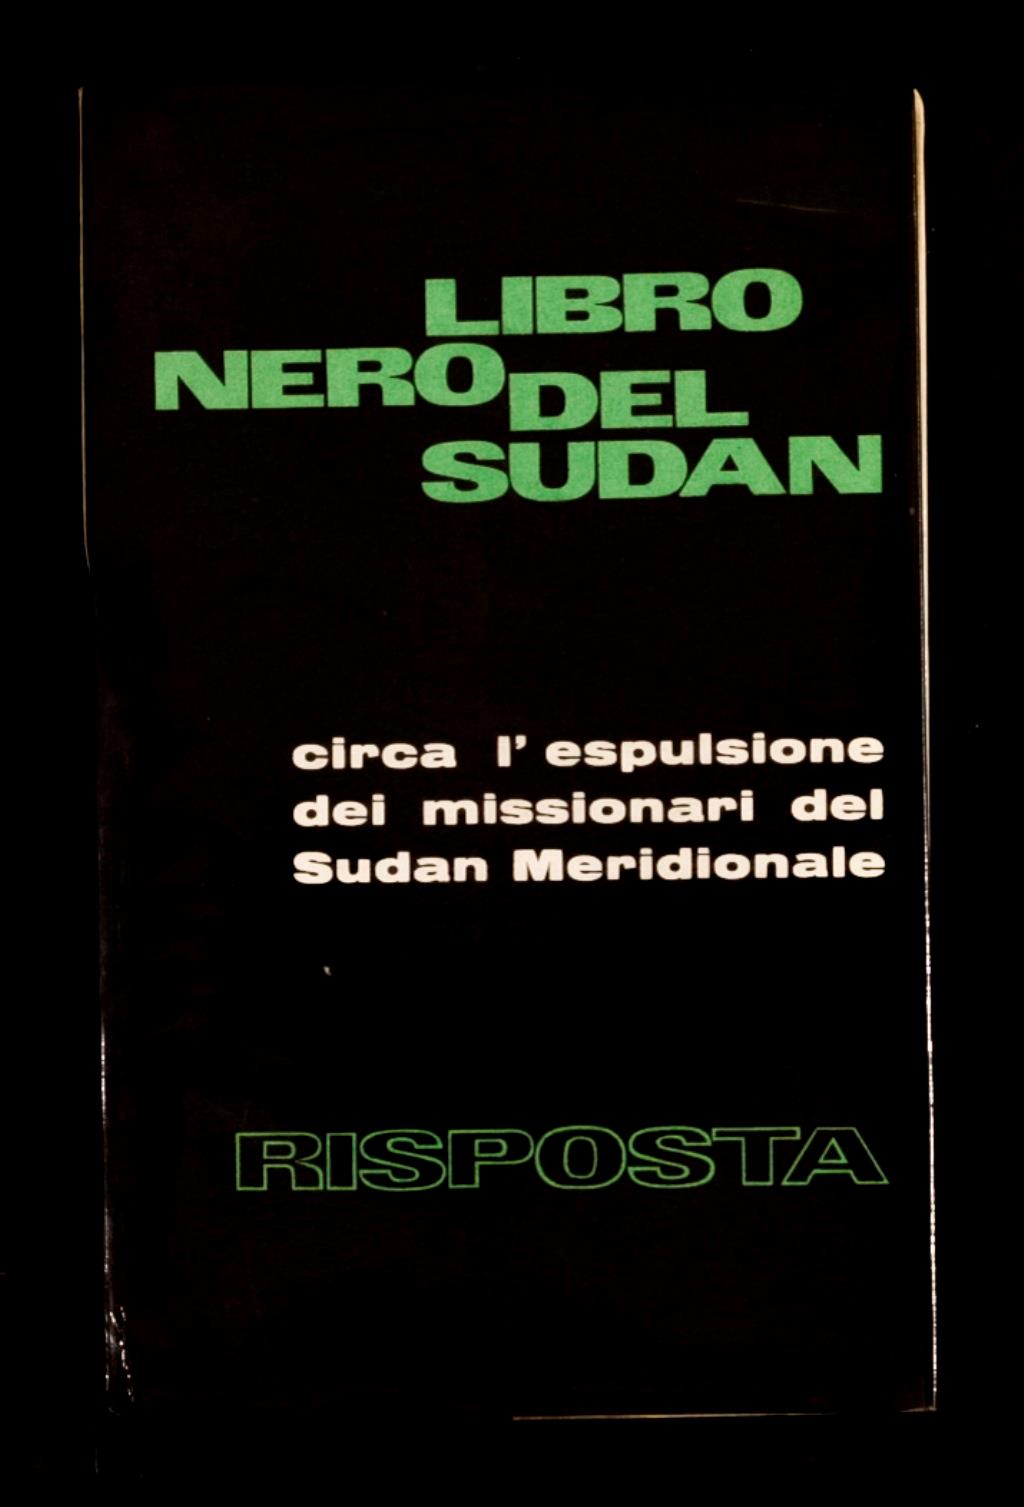 LIBRO
NERO DEL
SUDAN
circa l' espulsione
dei missionari del
Sudan Meridionale
RISPOSTA